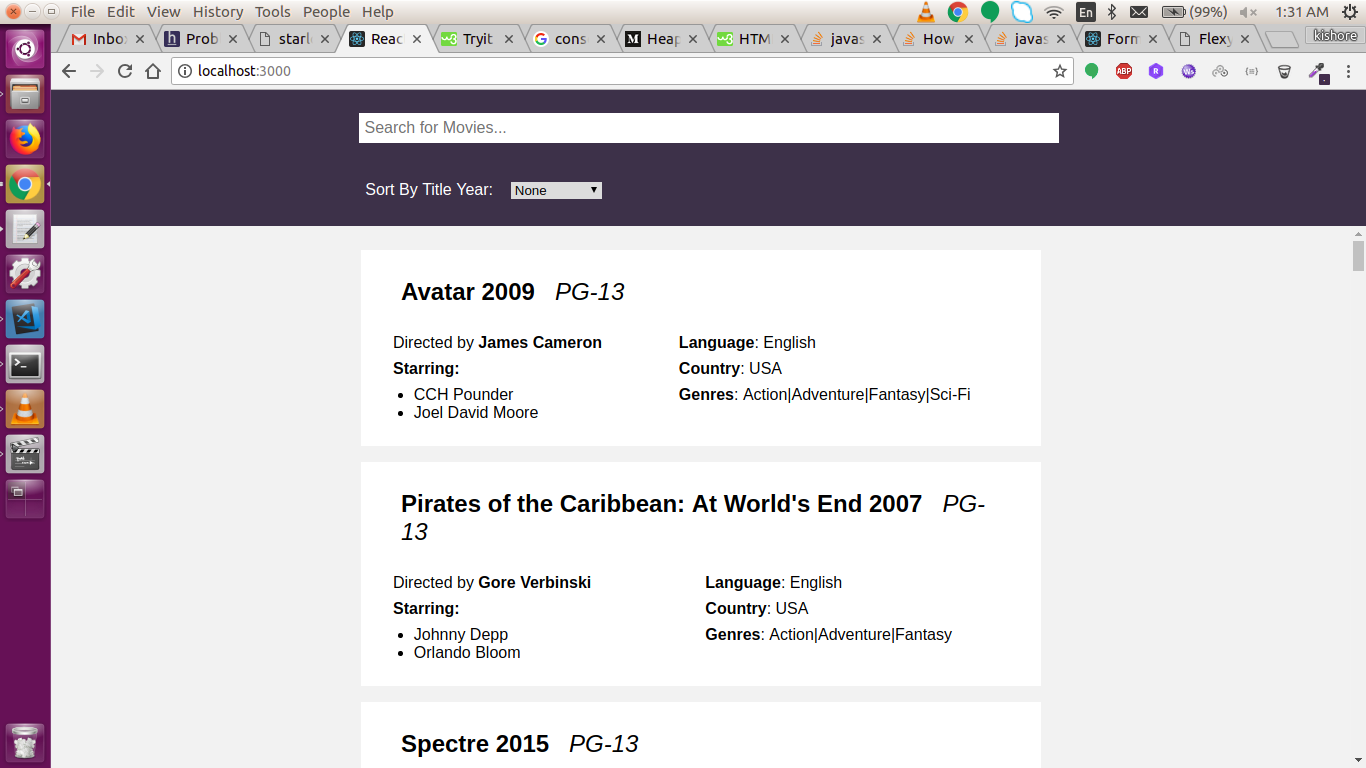 File Edit View History Tools People Help
En (99%) 1:31 AM
Inbo Prob starl Reac Tryit cons Heap HTM javas How javas Form Flexy kishore
localhost:3000
ABP R Ws
Search for Movies...
Sort By Title Year: None
Avatar 2009 PG-13
Directed by James Cameron Language: English
Starring: Country: USA
CCH Pounder Genres: Action|Adventure|Fantasy|Sci-Fi
Joel David Moore
Pirates of the Caribbean: At World's End 2007 PG-
13
Directed by Gore Verbinski Language: English
Starring: Country: USA
Johnny Depp Genres: Action|Adventure|Fantasy
Orlando Bloom
Spectre 2015 PG-13